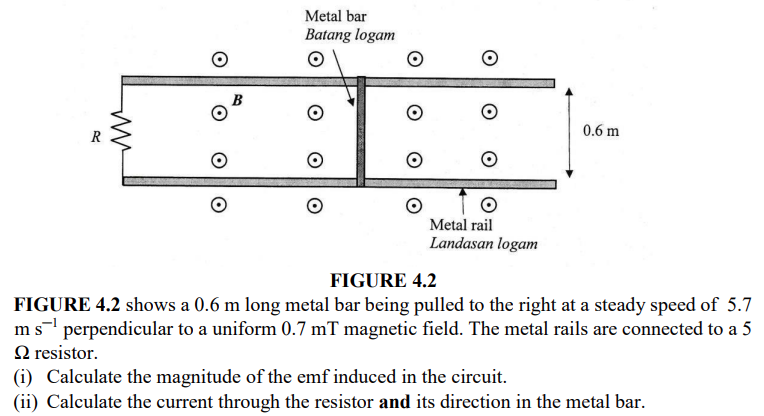 Metal bar
Batang logam
B
R
0.6 m
Metal rail
Landasan logam
FIGURE 4.2
FIGURE 4.2 shows a 0.6 m long metal bar being pulled to the right at a steady speed of 5.7
m s⁻¹ perpendicular to a uniform 0.7 mT magnetic field. The metal rails are connected to a 5
Ω resistor.
(i) Calculate the magnitude of the emf induced in the circuit.
(ii) Calculate the current through the resistor and its direction in the metal bar.